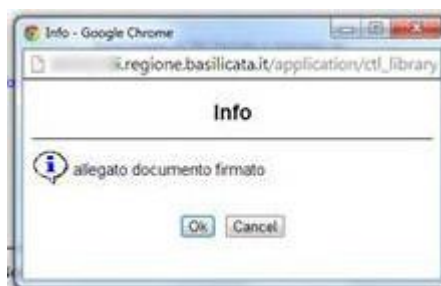 Info - Google Chrome
i.regione.basilicata.it/application/ctl_library
Info
allegato documento firmato
Ok Cancel